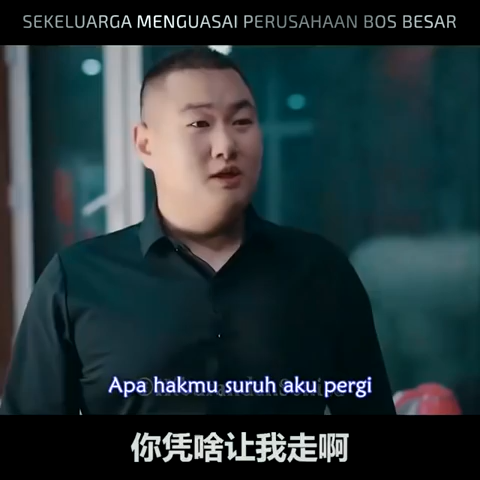 SEKELUARGA MENGUASAI PERUSAHAAN BOS BESAR
Apa hakmu suruh aku pergi
你凭啥让我走啊